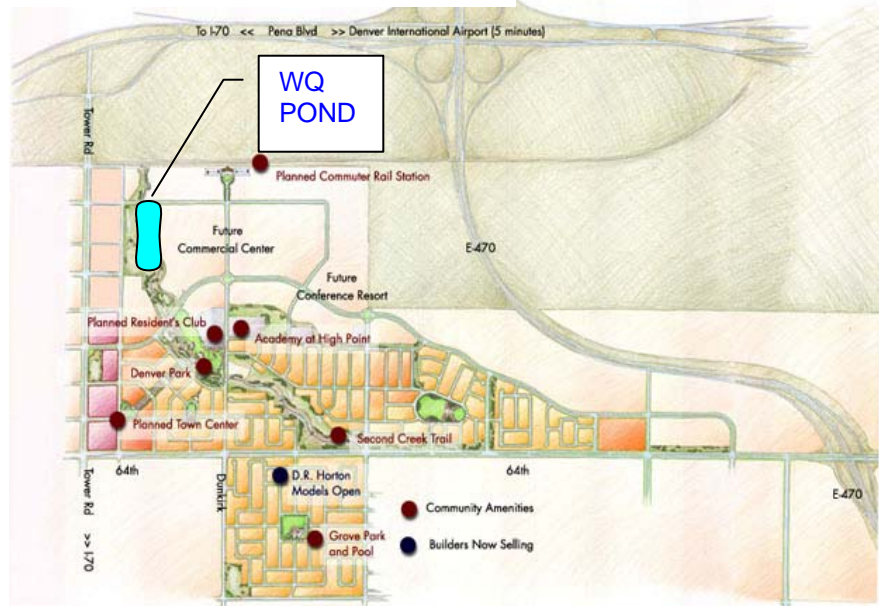 To I-70 << Pena Blvd >> Denver International Airport (5 minutes)
WQ
POND
Tower Rd
Planned Commuter Rail Station
Future
Commercial Center
E-470
Future
Conference Resort
Planned Resident's Club
Academy at High Point
Denver Park
Planned Town Center
Second Creek Trail
64th
64th
Tower Rd >> I-70
Dunkirk
D.R. Horton
Models Open
E-470
Community Amenities
Grove Park
and Pool
Builders Now Selling